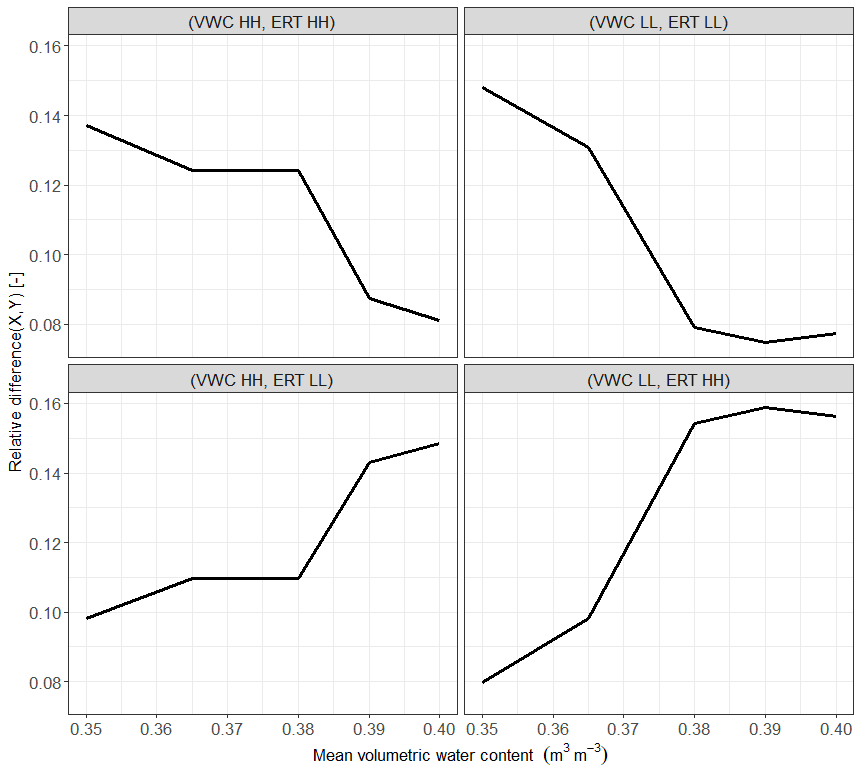 (VWC HH, ERT HH)
(VWC LL, ERT LL)
0.16
0.14
0.12
0.10
0.08
(VWC HH, ERT LL)
(VWC LL, ERT HH)
0.16
0.14
0.12
0.10
0.08
Relative difference(X,Y) [-]
0.35 0.36 0.37 0.38 0.39 0.40
0.35 0.36 0.37 0.38 0.39 0.40
Mean volumetric water content (m³ m⁻³)